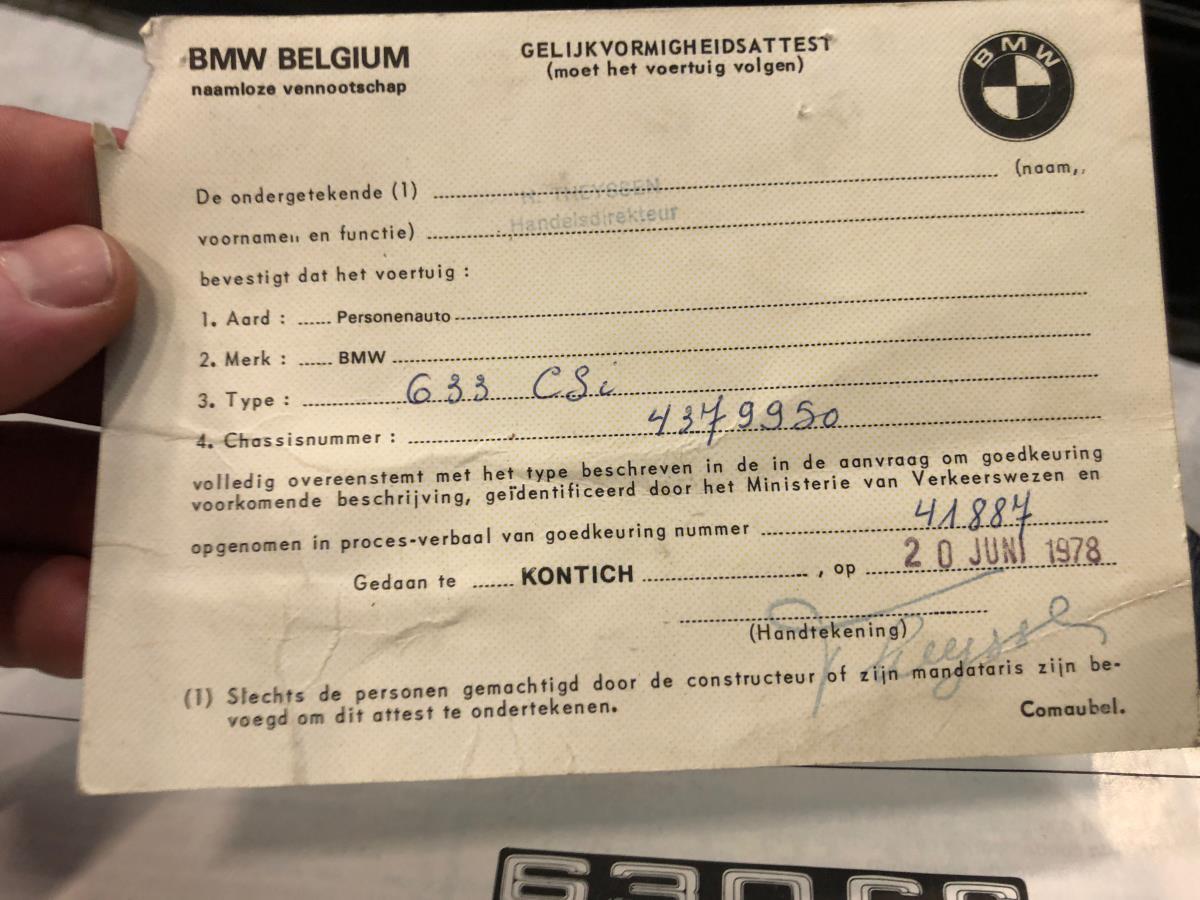 BMW BELGIUM
naamloze vennootschap
GELIJKVORMIGHEIDSATTEST
(moet het voertuig volgen)
BMW
De ondergetekende (1) (naam,
H. THEYSSEN
voornamen en functie) Handelsdirekteur
bevestigt dat het voertuig :
1. Aard : Personenauto
2. Merk : BMW
3. Type : 633 CSi
4. Chassisnummer : 4379950
volledig overeenstemt met het type beschreven in de in de aanvraag om goedkeuring
voorkomende beschrijving, geïdentificeerd door het Ministerie van Verkeerswezen en
opgenomen in proces-verbaal van goedkeuring nummer 41887
Gedaan te KONTICH , op 20 JUNI 1978
(Handtekening)
(1) Slechts de personen gemachtigd door de constructeur of zijn mandataris zijn be-
voegd om dit attest te ondertekenen.
Comaubel.